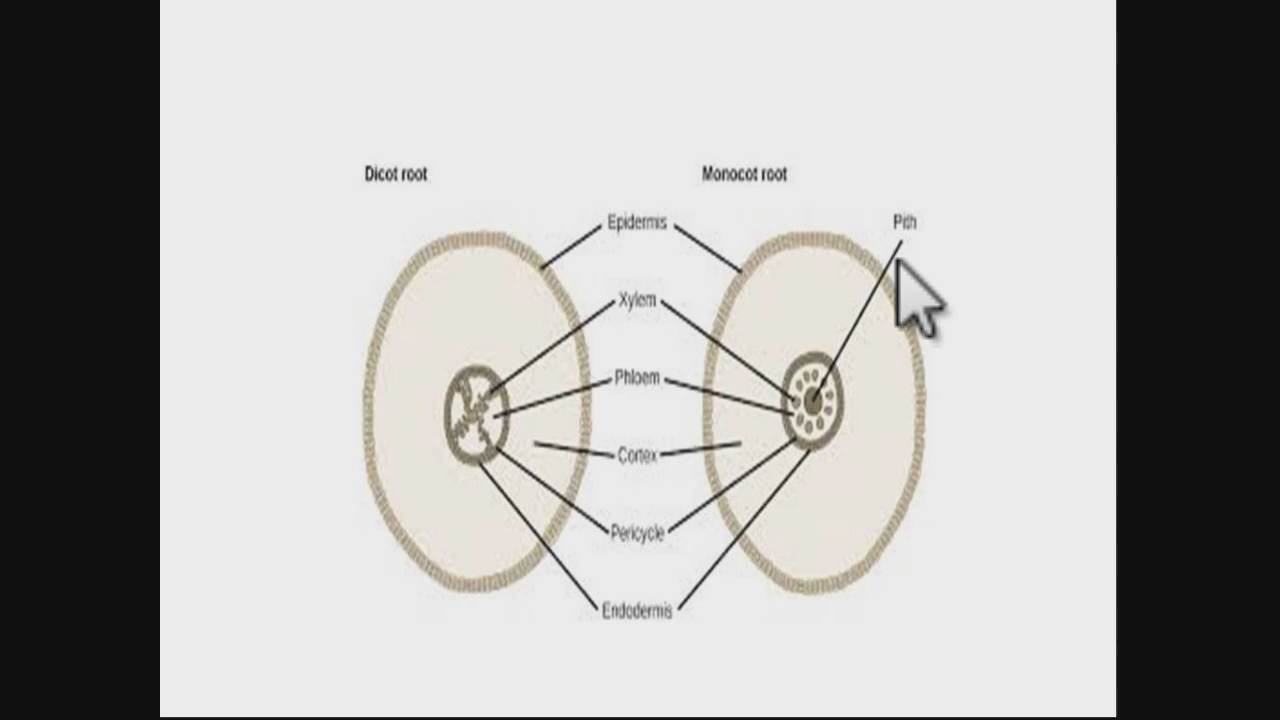 Dicot root
Monocot root
Epidermis
Pith
Xylem
Phloem
Cortex
Pericycle
Endodermis